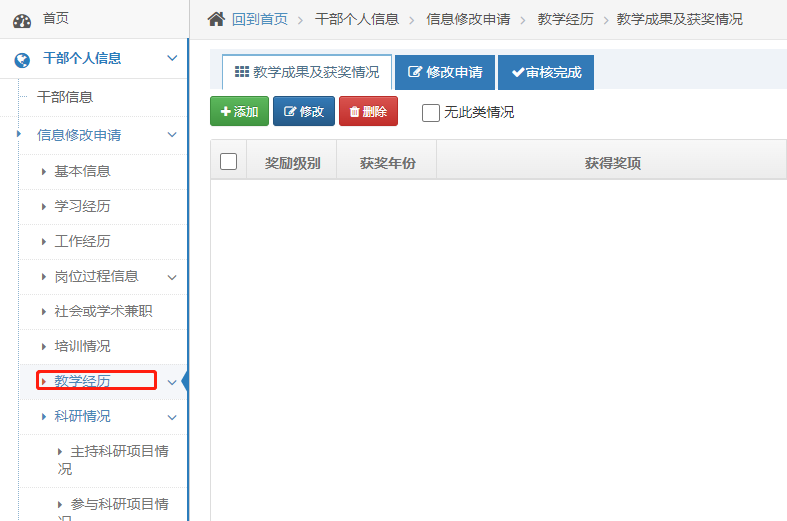 首页
干部个人信息
干部信息
信息修改申请
基本信息
学习经历
工作经历
岗位过程信息
社会或学术兼职
培训情况
教学经历
科研情况
主持科研项目情
况
参与科研项目情
况
回到首页 > 干部个人信息 > 信息修改申请 > 教学经历 > 教学成果及获奖情况
教学成果及获奖情况 修改申请 审核完成
添加 修改 删除 无此类情况
奖励级别 获奖年份 获得奖项